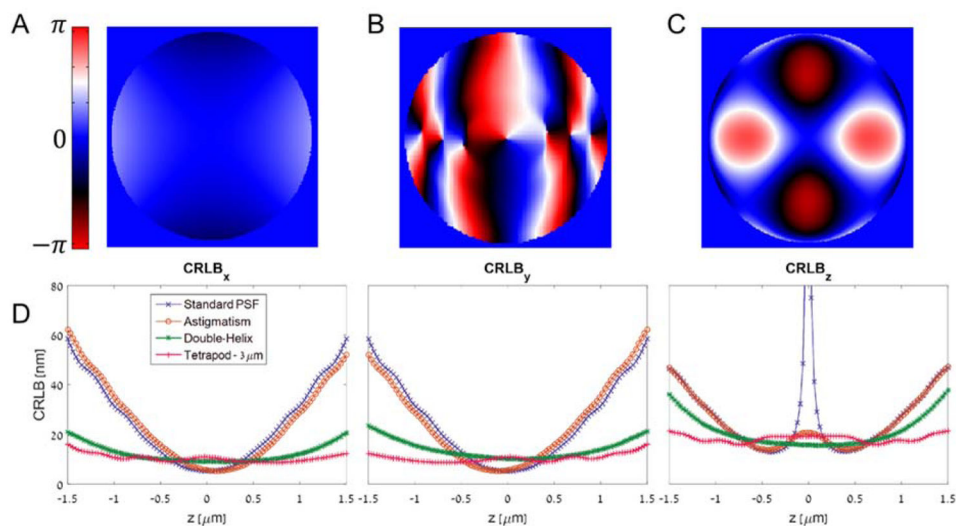 A
B
C
π
0
−π
CRLBx
CRLBy
CRLBz
D
CRLB [nm]
80
60
40
20
0
Standard PSF
Astigmatism
Double-Helix
Tetrapod - 3 μm
-1.5 -1 -0.5 0 0.5 1 1.5
-1.5 -1 -0.5 0 0.5 1 1.5
-1.5 -1 -0.5 0 0.5 1 1.5
z [μm]
z [μm]
z [μm]